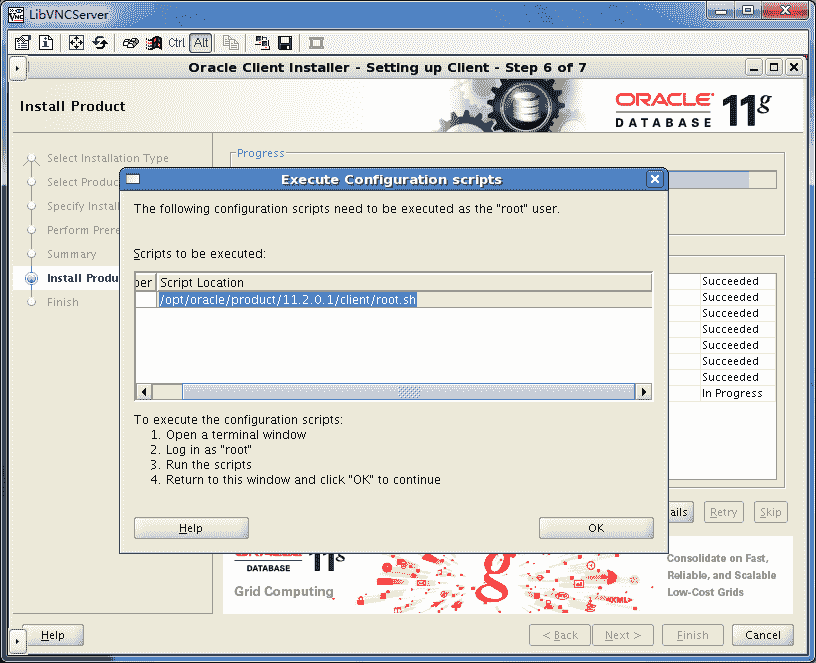 LibVNCServer
Ctrl Alt
Oracle Client Installer - Setting up Client - Step 6 of 7
Install Product
ORACLE
DATABASE 11g
Select Installation Type
Progress
Select Produc
Specify Install
Perform Prere
Summary
Install Produ
Finish
Execute Configuration scripts
The following configuration scripts need to be executed as the "root" user.
Scripts to be executed:
ber Script Location
/opt/oracle/product/11.2.0.1/client/root.sh
To execute the configuration scripts:
1. Open a terminal window
2. Log in as "root"
3. Run the scripts
4. Return to this window and click "OK" to continue
Help OK
Succeeded
Succeeded
Succeeded
Succeeded
Succeeded
Succeeded
Succeeded
In Progress
ails Retry Skip
DATABASE 11g
Grid Computing
g
<XML>
Consolidate on Fast,
Reliable, and Scalable
Low-Cost Grids
Help < Back Next > Finish Cancel